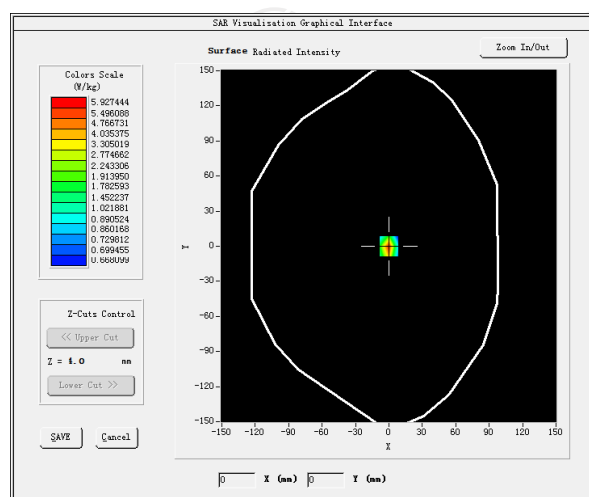 SAR Visualisation Graphical Interface
Surface Radiated Intensity
Zoom In/Out
Colors Scale
(W/kg)
5.927444
5.496088
4.766731
4.035375
3.305019
2.774662
2.243306
1.913950
1.782593
1.452237
1.021881
0.890524
0.860168
0.729812
0.699455
0.668099
150
120
90
60
30
0
-30
-60
-90
-120
-150
Y
-150 -120 -90 -60 -30 0 30 60 90 120 150
X
Z-Cuts Control
<< Upper Cut
Z = 4.0 mm
Lower Cut >>
SAVE Cancel
0 X (mm) 0 Y (mm)